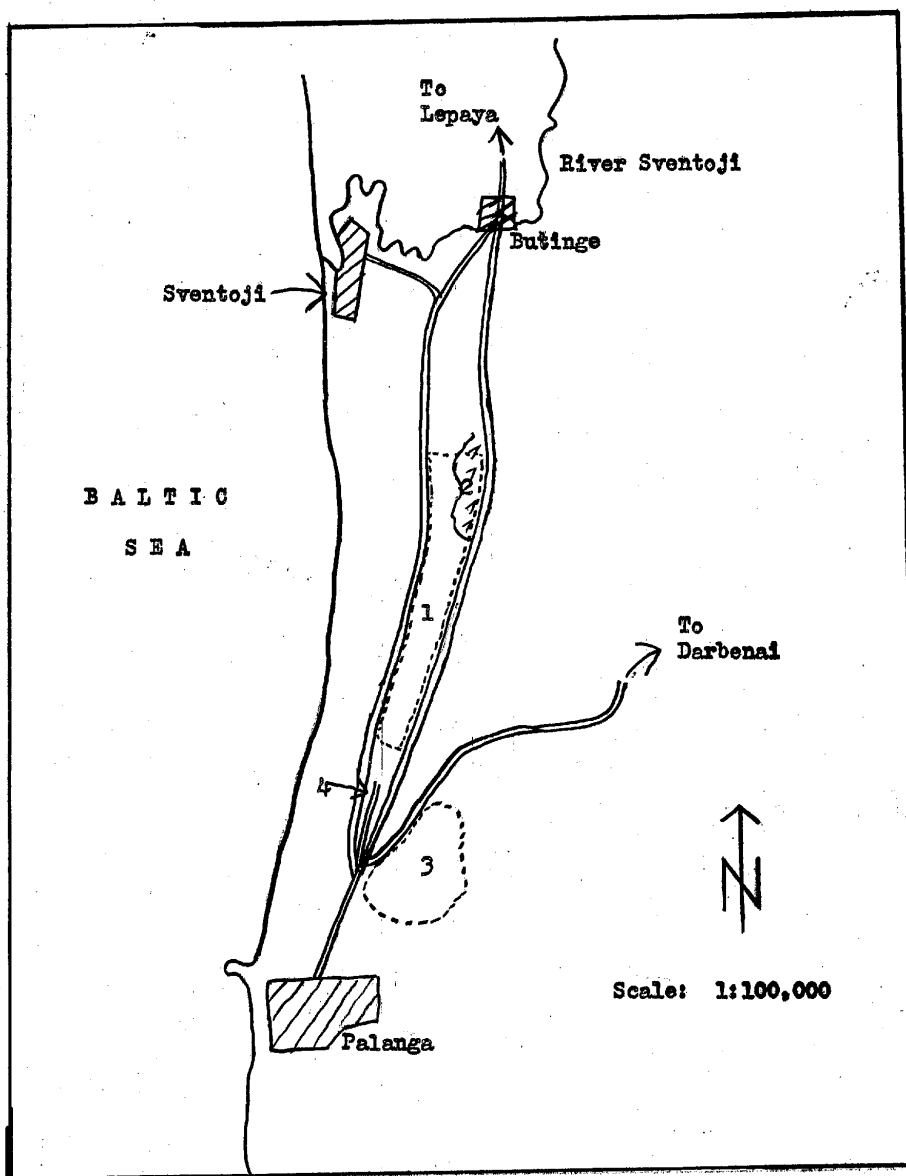 To
Lepaya
River Sventoji
Butinge
Sventoji
BALTIC
SEA
2
1
To
Darbenai
4
3
N
Scale: 1:100,000
Palanga